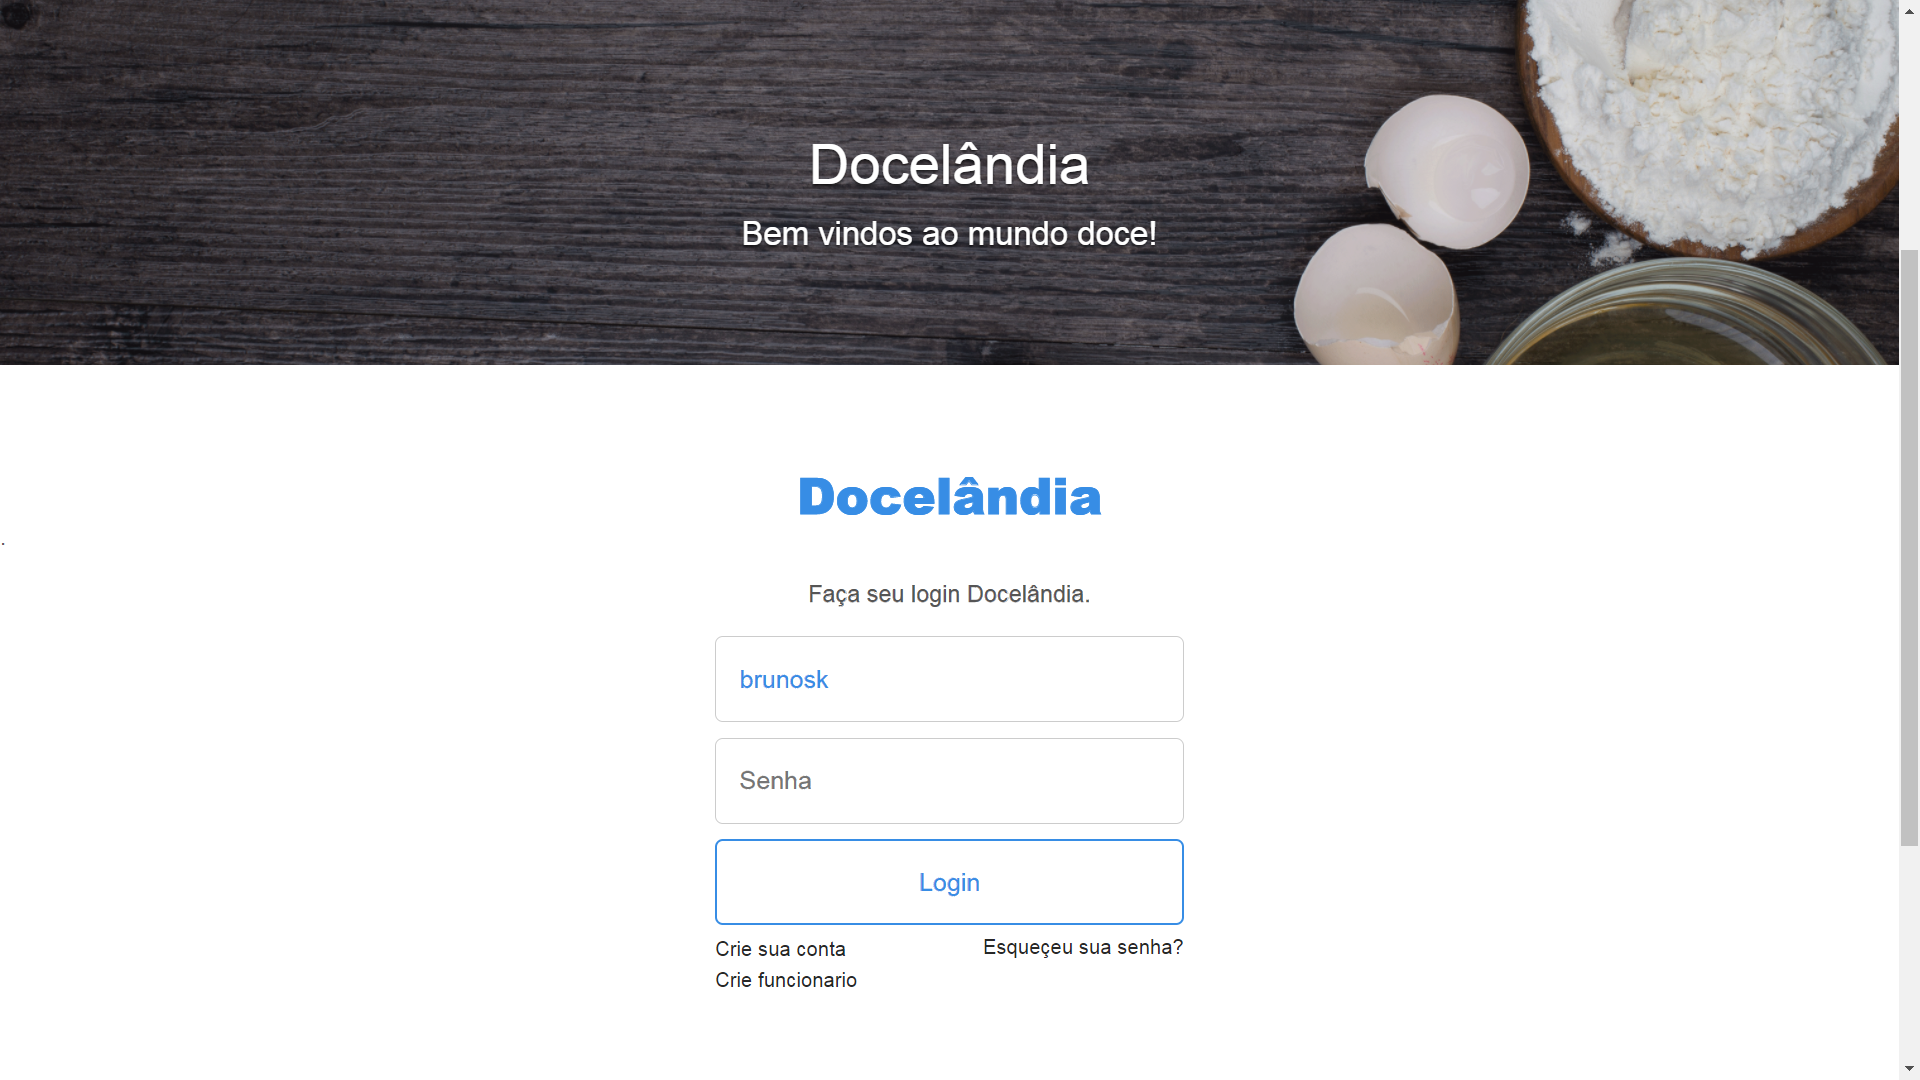 Docelândia
Bem vindos ao mundo doce!
Docelândia
.
Faça seu login Docelândia.
brunosk
Senha
Login
Crie sua conta
Esqueçeu sua senha?
Crie funcionario